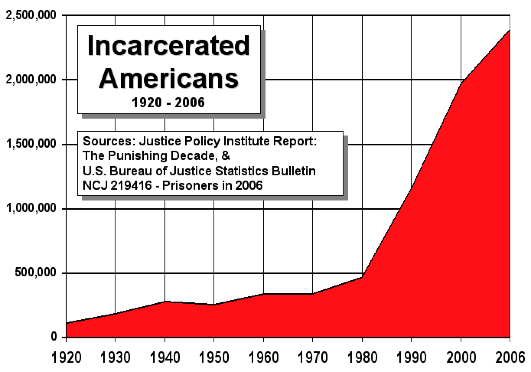 Incarcerated
Americans
1920 - 2006
Sources: Justice Policy Institute Report:
The Punishing Decade, &
U.S. Bureau of Justice Statistics Bulletin
NCJ 219416 - Prisoners in 2006
2,500,000
2,000,000
1,500,000
1,000,000
500,000
0
1920 1930 1940 1950 1960 1970 1980 1990 2000 2006